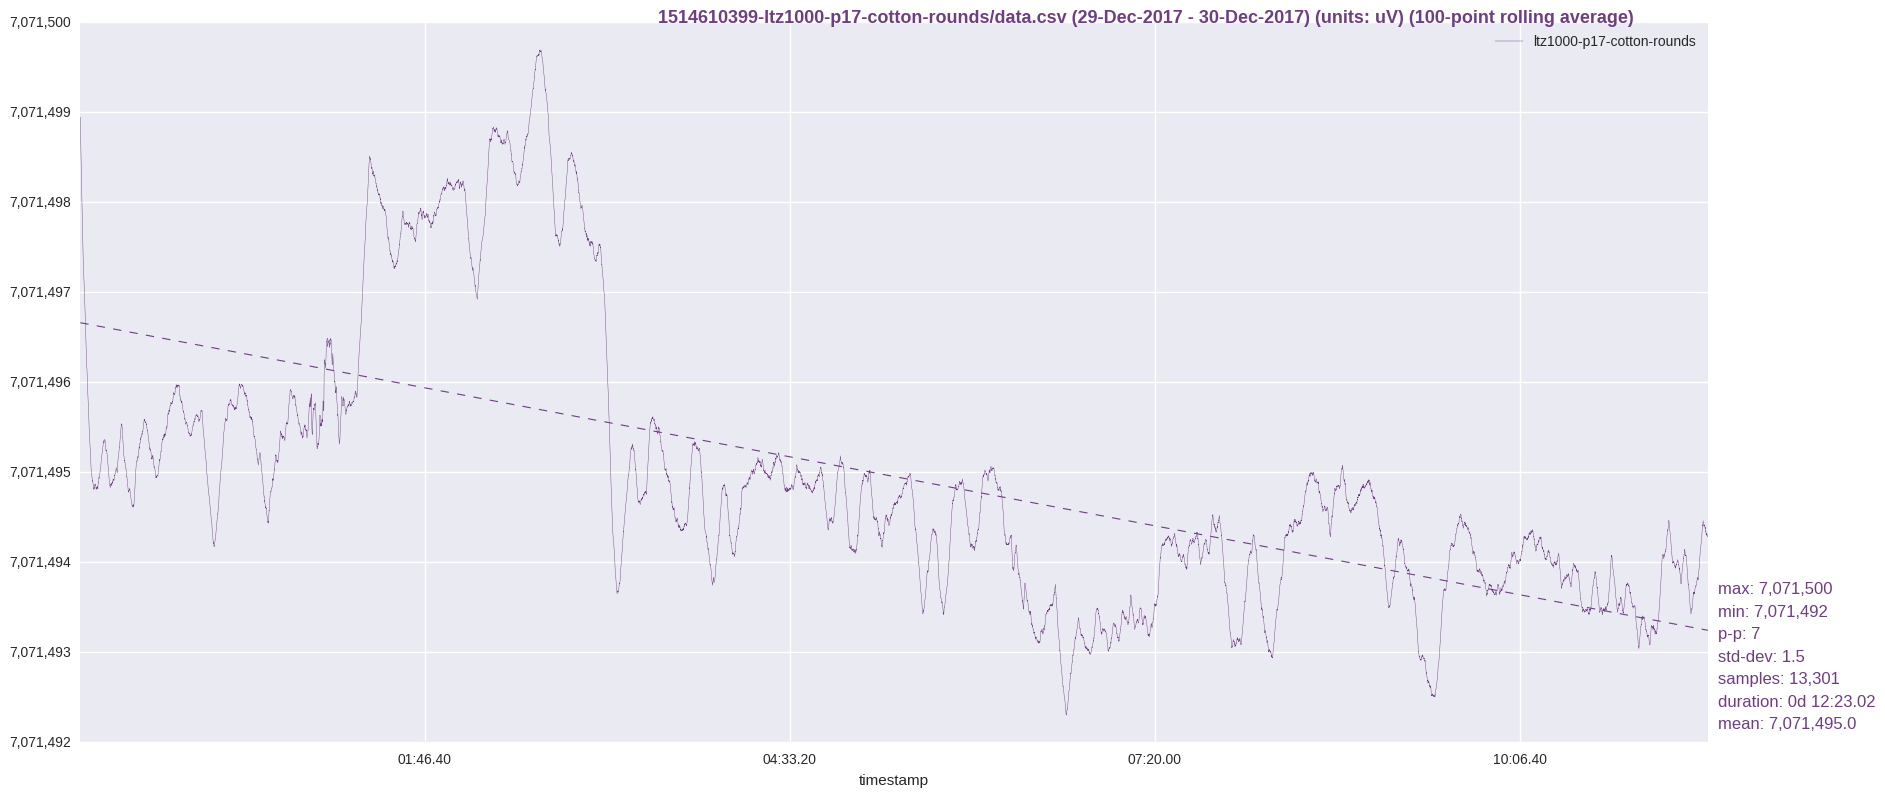 1514610399-ltz1000-p17-cotton-rounds/data.csv (29-Dec-2017 - 30-Dec-2017) (units: uV) (100-point rolling average)
ltz1000-p17-cotton-rounds
7,071,500
7,071,499
7,071,498
7,071,497
7,071,496
7,071,495
7,071,494
7,071,493
7,071,492
01:46.40
04:33.20
07:20.00
10:06.40
timestamp
max: 7,071,500
min: 7,071,492
p-p: 7
std-dev: 1.5
samples: 13,301
duration: 0d 12:23.02
mean: 7,071,495.0